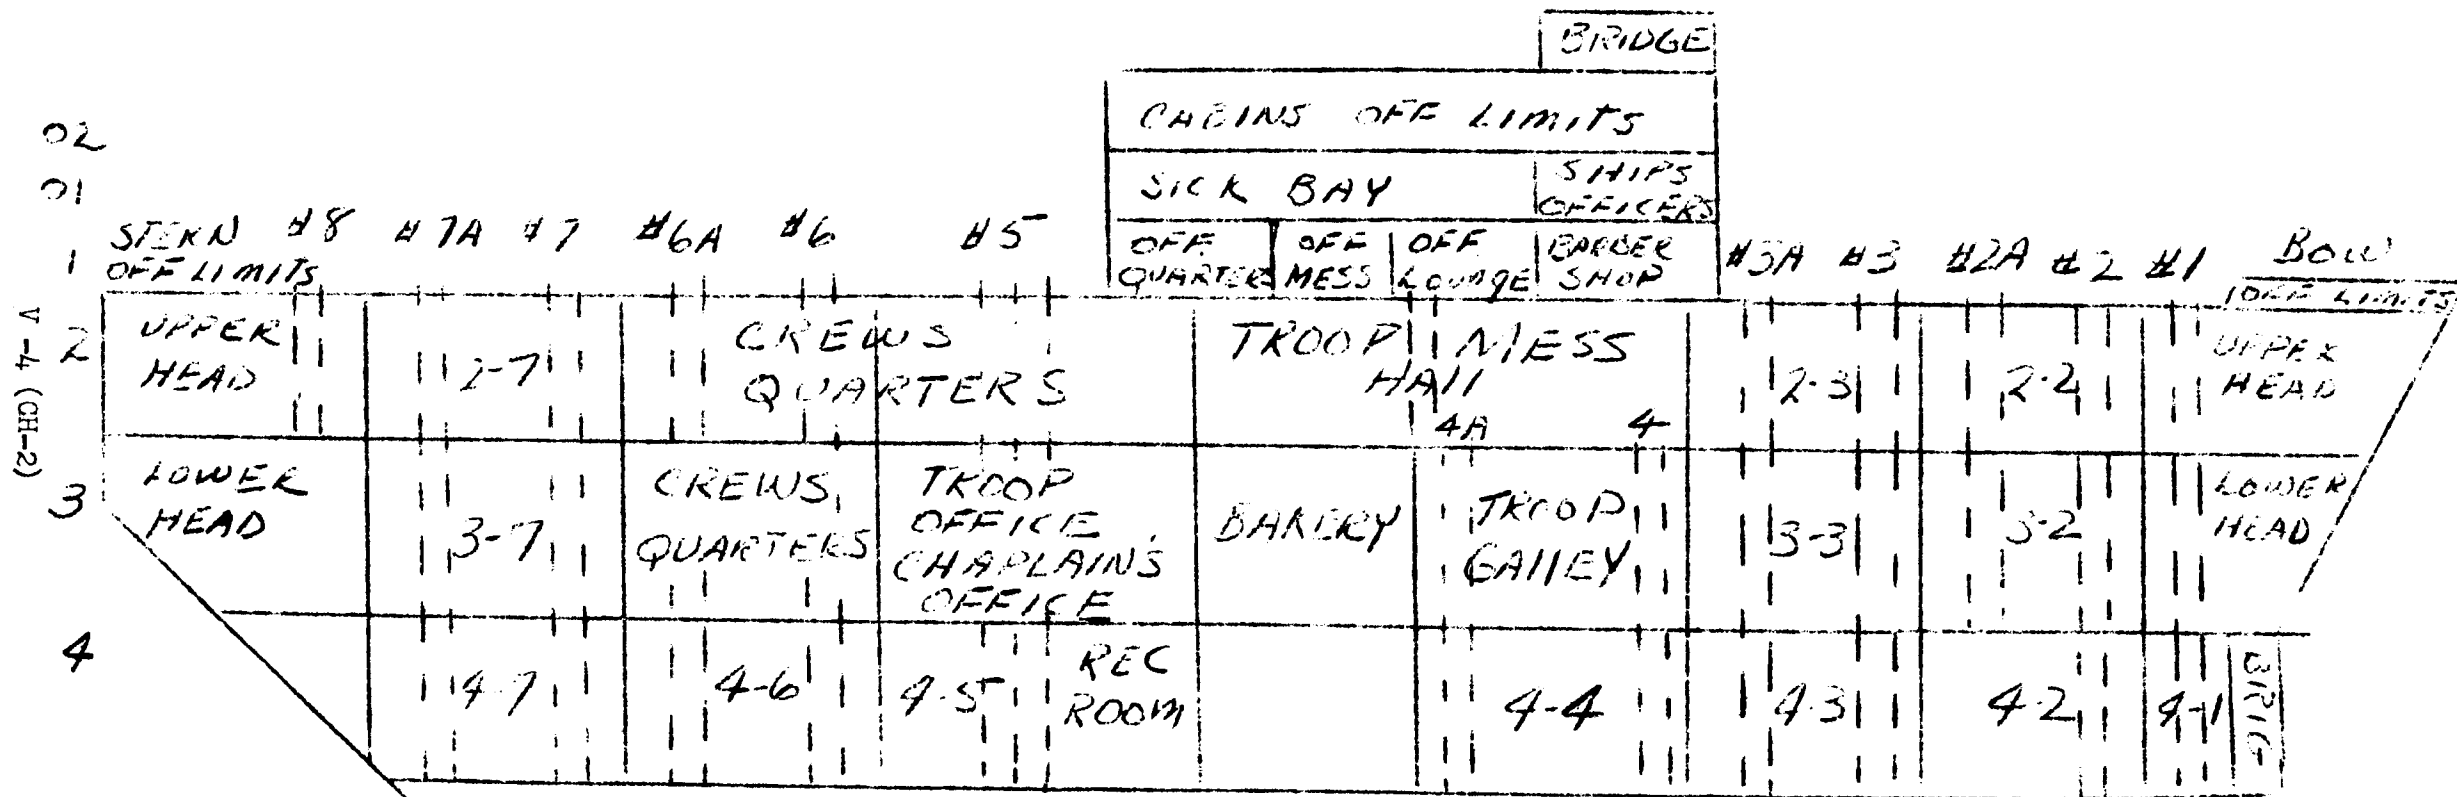 BRIDGE
CABINS OFF LIMITS
02
01
SICK BAY
SHIPS
OFFICERS
STERN #8 #7A #7 #6A #6 #5
OFF LIMITS
1
OFF
QUARTERS
OFF
MESS
OFF
LOUNGE
BARBER
SHOP
#3A #3 #2A #2 #1 BOW
OFF LIMITS
2
UPPER
HEAD
2-7
CREWS
QUARTERS
TROOP MESS
HAll
4A 4
2-3
2-2
UPPER
HEAD
V-4 (CH-2)
3
LOWER
HEAD
3-7
CREWS
QUARTERS
TROOP
OFFICE
CHAPLAIN'S
OFFICE
BAKERY
TROOP
GAllEY
3-3
3-2
LOWER
HEAD
4
4-7
4-6
4-5
REC
ROOM
4-4
4-3
4-2
4-1
BRIG